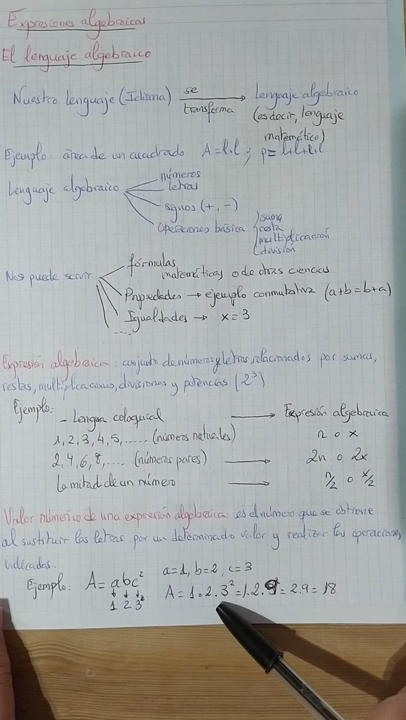 Expresiones algebraicas
El lenguaje algebraico
Nuestro lenguaje (Idioma) se transforma → lenguaje algebraico
(es decir, lenguaje
matemático)
Ejemplo: área de un cuadrado A = l·l ; p = l+l+l+l
Lenguaje algebraico
números
letras
signos (+, -)
Operaciones básica
suma
resta
multiplicación
división
Nos puede servir
fórmulas
matemáticas o de otras ciencias
Propiedades → ejemplo conmutativa (a+b=b+a)
Igualdades → x = 3
Expresión algebraica: conjunto de números y letras, relacionados por sumas,
restas, multiplicaciones, divisiones y potencias (2³)
Ejemplo:
- Lengua coloquial → Expresión algebraica
1, 2, 3, 4, 5, ..... (números naturales) n o x
2, 4, 6, 8, .... (números pares) → 2n o 2x
La mitad de un número → n/2 o x/2
Valor númerico de una expresión algebraica: es el número que se obtiene
al sustituir las letras por un determinado valor y realizar las operaciones
indicadas.
Ejemplo: A = abc² a=1, b=2, c=3
1 2 3² A = 1·2·3² = 1·2·9 = 2·9 = 18